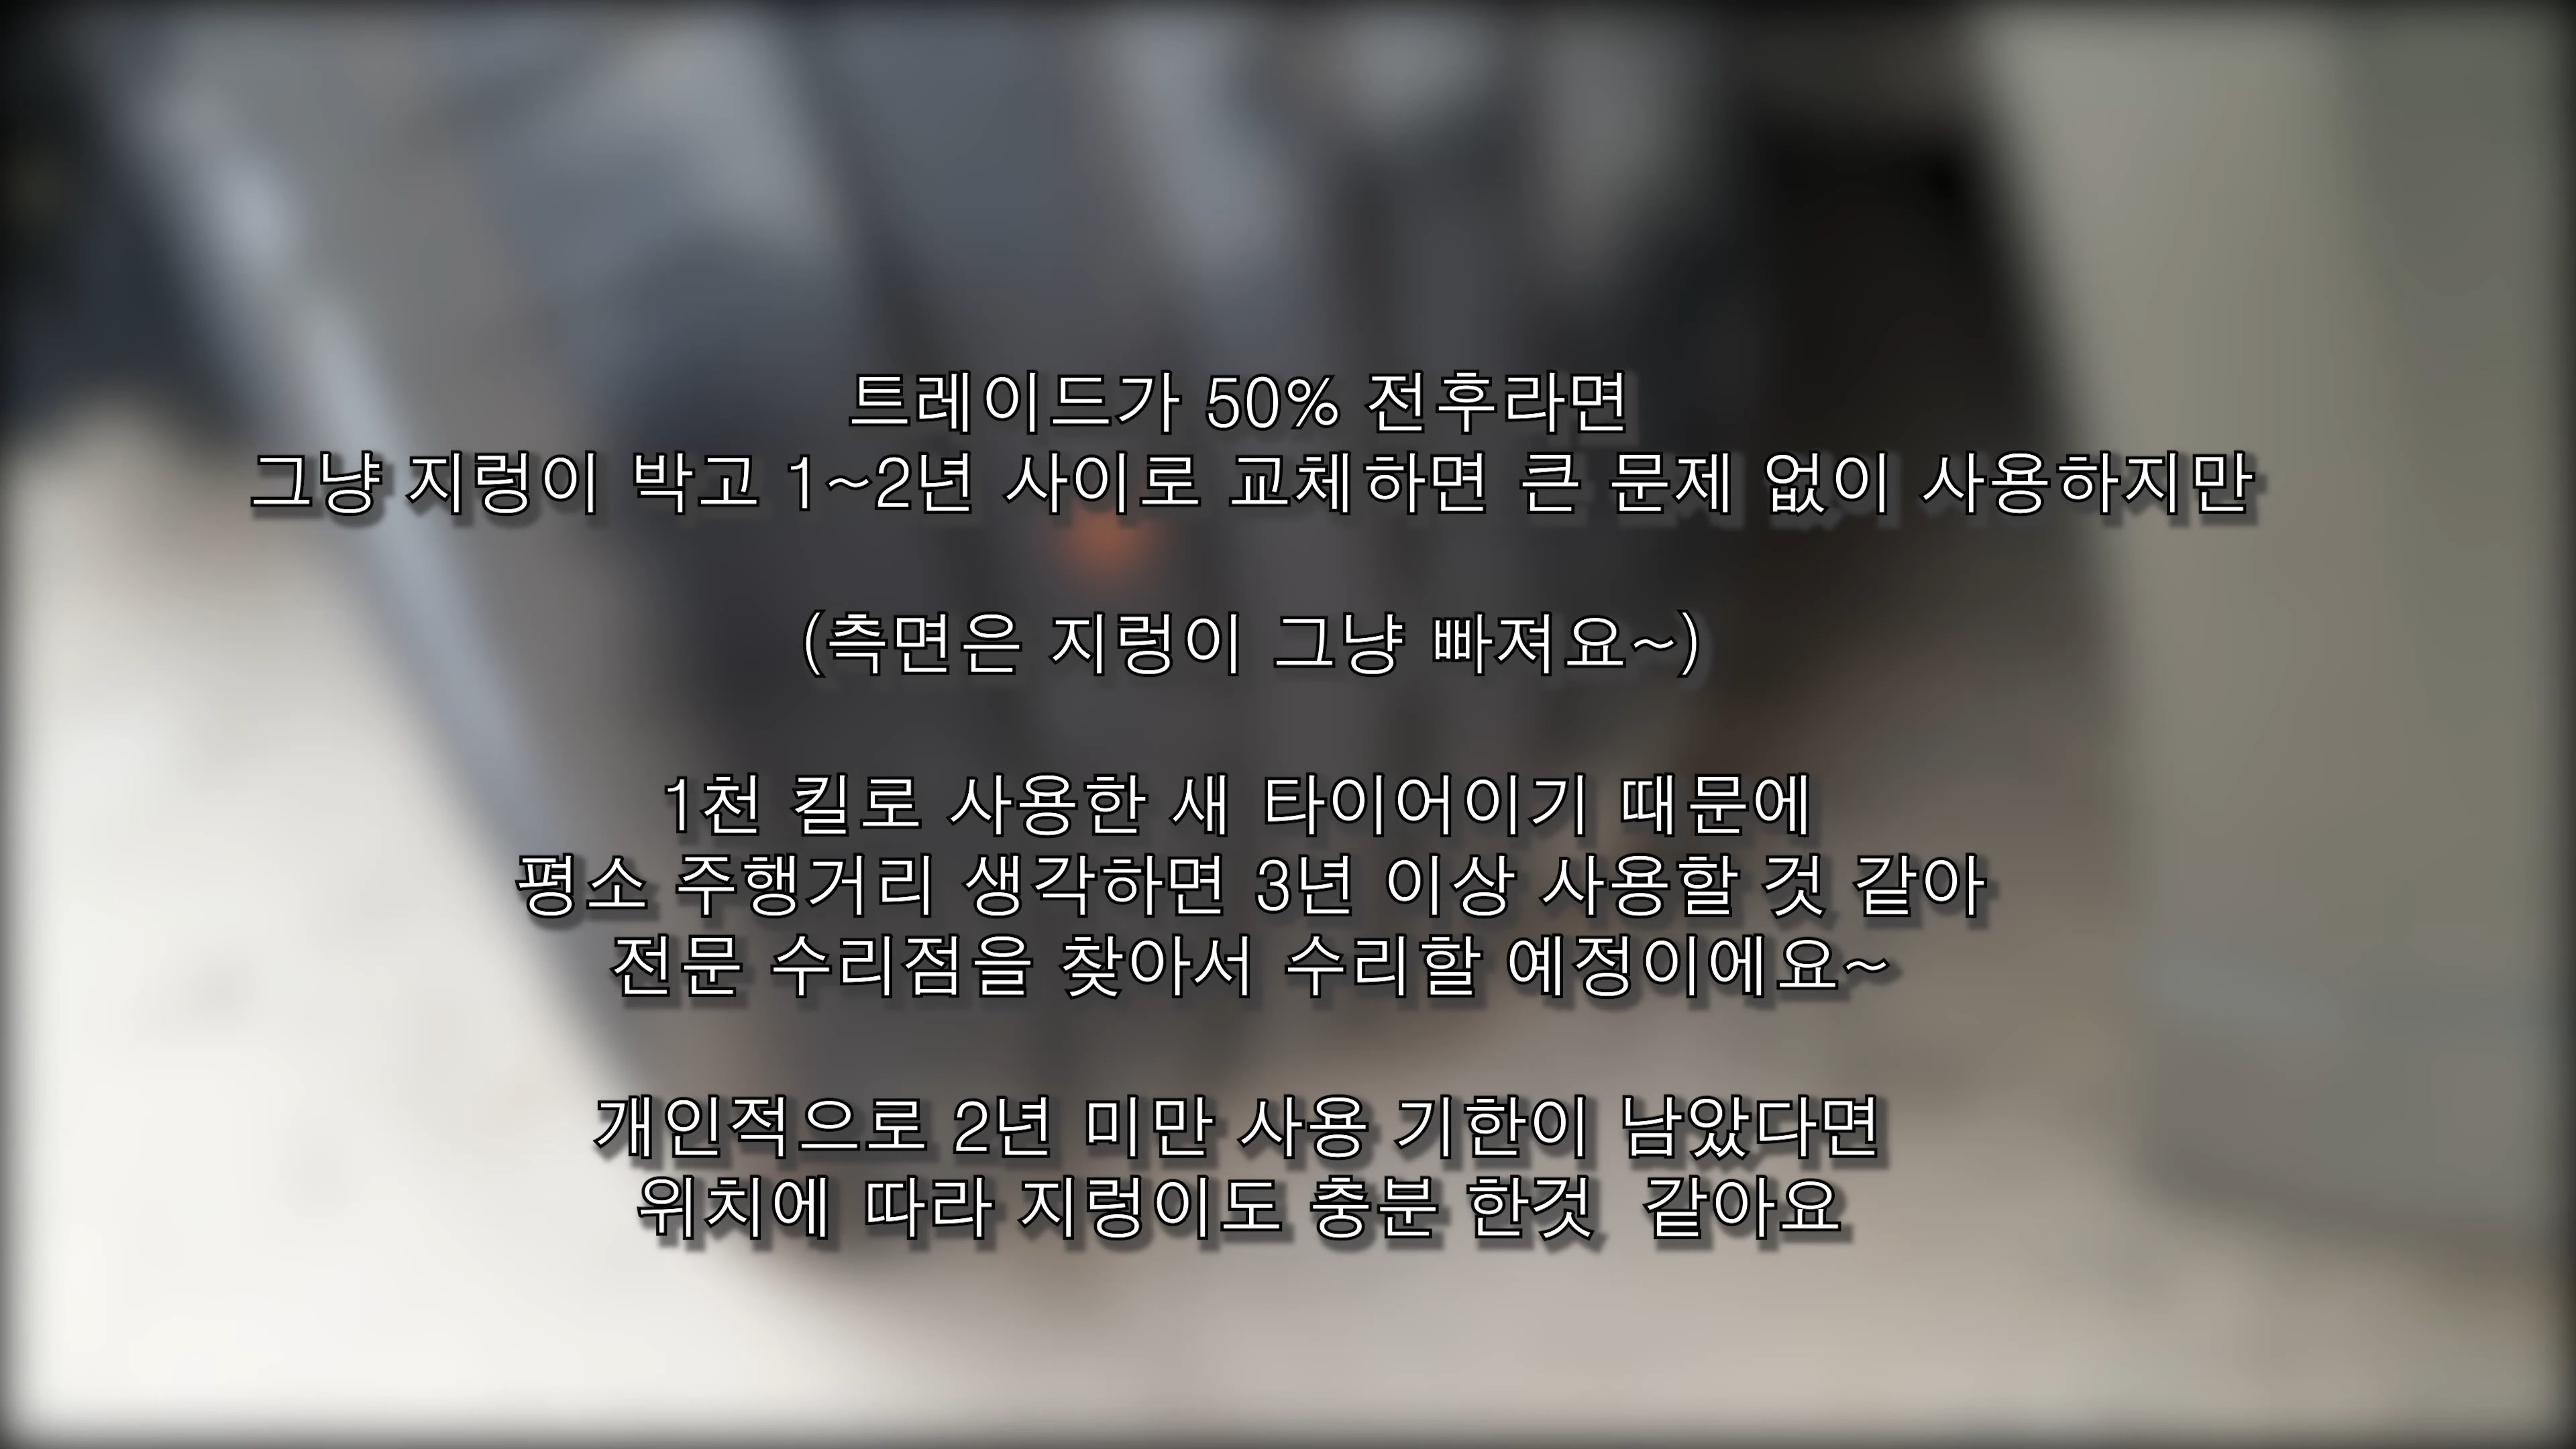 트레이드가 50% 전후라면
그냥 지렁이 박고 1~2년 사이로 교체하면 큰 문제 없이 사용하지만
(측면은 지렁이 그냥 빠져요~)
1천 킬로 사용한 새 타이어이기 때문에
평소 주행거리 생각하면 3년 이상 사용할 것 같아
전문 수리점을 찾아서 수리할 예정이에요~
개인적으로 2년 미만 사용 기한이 남았다면
위치에 따라 지렁이도 충분 한것 같아요